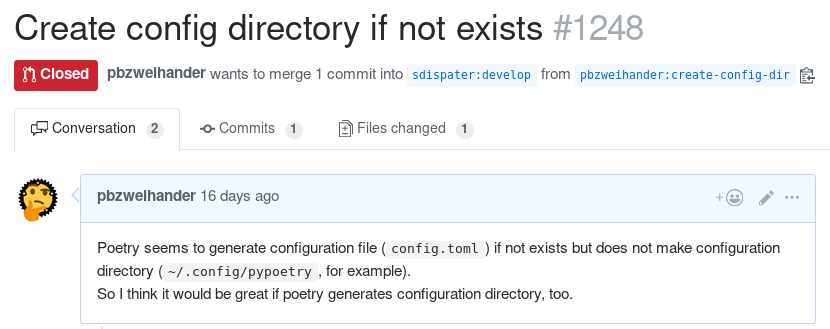 Create config directory if not exists #1248
Closed pbzweihander wants to merge 1 commit into sdispater:develop from pbzweihander:create-config-dir
Conversation 2 Commits 1 Files changed 1
pbzweihander 16 days ago
Poetry seems to generate configuration file ( config.toml ) if not exists but does not make configuration
directory ( ~/.config/pypoetry , for example).
So I think it would be great if poetry generates configuration directory, too.